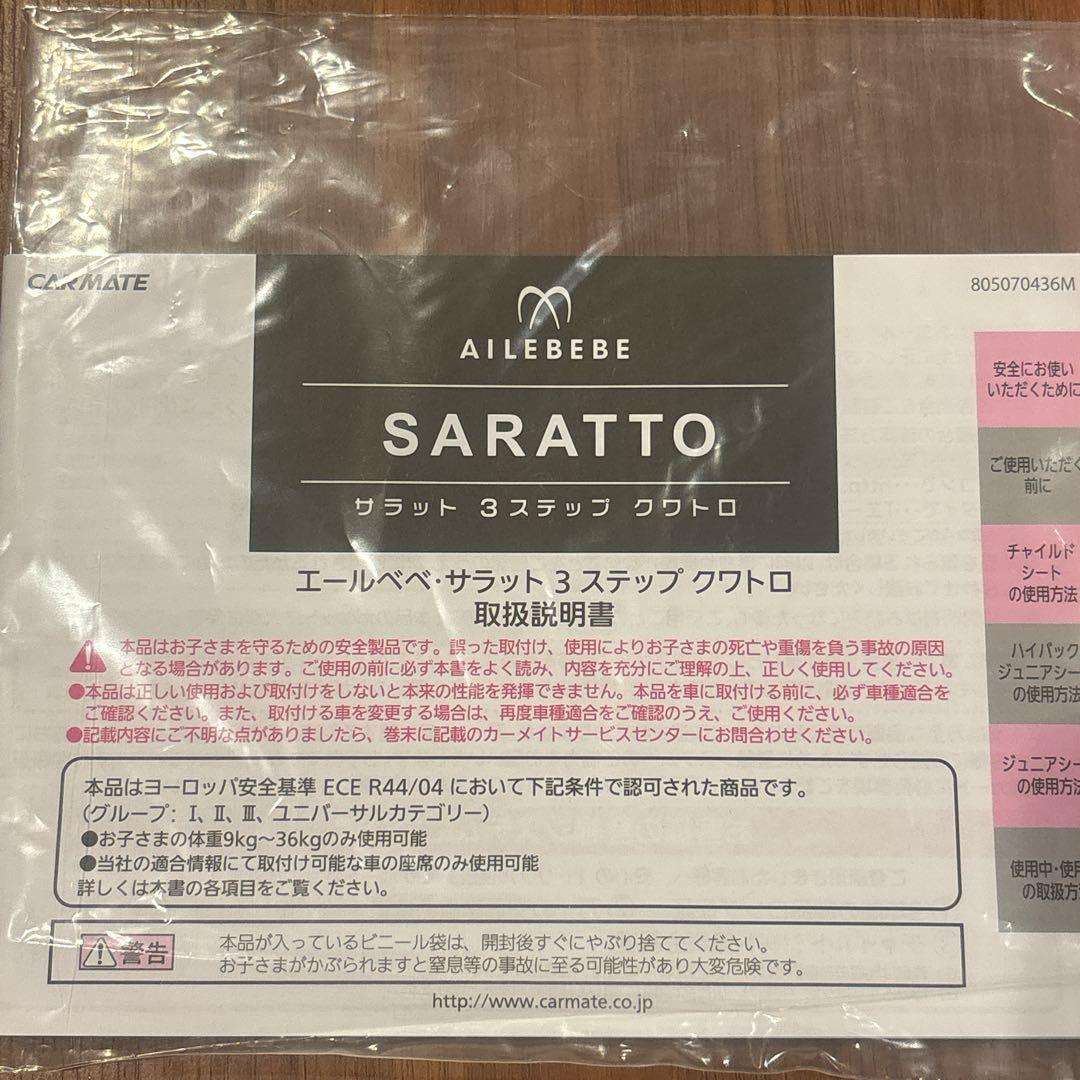 CARMATE
805070436M
AILEBEBE
SARATTO
サラット 3ステップ クワトロ
エールベベ・サラット 3 ステップ クワトロ
取扱説明書
本品はお子さまを守るための安全製品です。誤った取付け、使用によりお子さまの死亡や重傷を負う事故の原因
となる場合があります。ご使用の前に必ず本書をよく読み、内容を充分にご理解の上、正しく使用してください。
●本品は正しい使用および取付けをしないと本来の性能を発揮できません。本品を車に取付ける前に、必ず車種適合を
ご確認ください。また、取付ける車を変更する場合は、再度車種適合をご確認のうえ、ご使用ください。
●記載内容にご不明な点がありましたら、巻末に記載のカーメイトサービスセンターにお問合わせください。
本品はヨーロッパ安全基準 ECE R44/04 において下記条件で認可された商品です。
(グループ: Ⅰ、Ⅱ、Ⅲ、ユニバーサルカテゴリー)
●お子さまの体重9kg〜36kgのみ使用可能
●当社の適合情報にて取付け可能な車の座席のみ使用可能
詳しくは本書の各項目をご覧ください。
警告
本品が入っているビニール袋は、開封後すぐにやぶり捨ててください。
お子さまがかぶられますと窒息等の事故に至る可能性があり大変危険です。
http://www.carmate.co.jp
安全にお使い
いただくために
ご使用いただく
前に
チャイルド
シート
の使用方法
ハイバック
ジュニアシー
の使用方法
ジュニアシー
の使用方法
使用中・使用
の取扱方